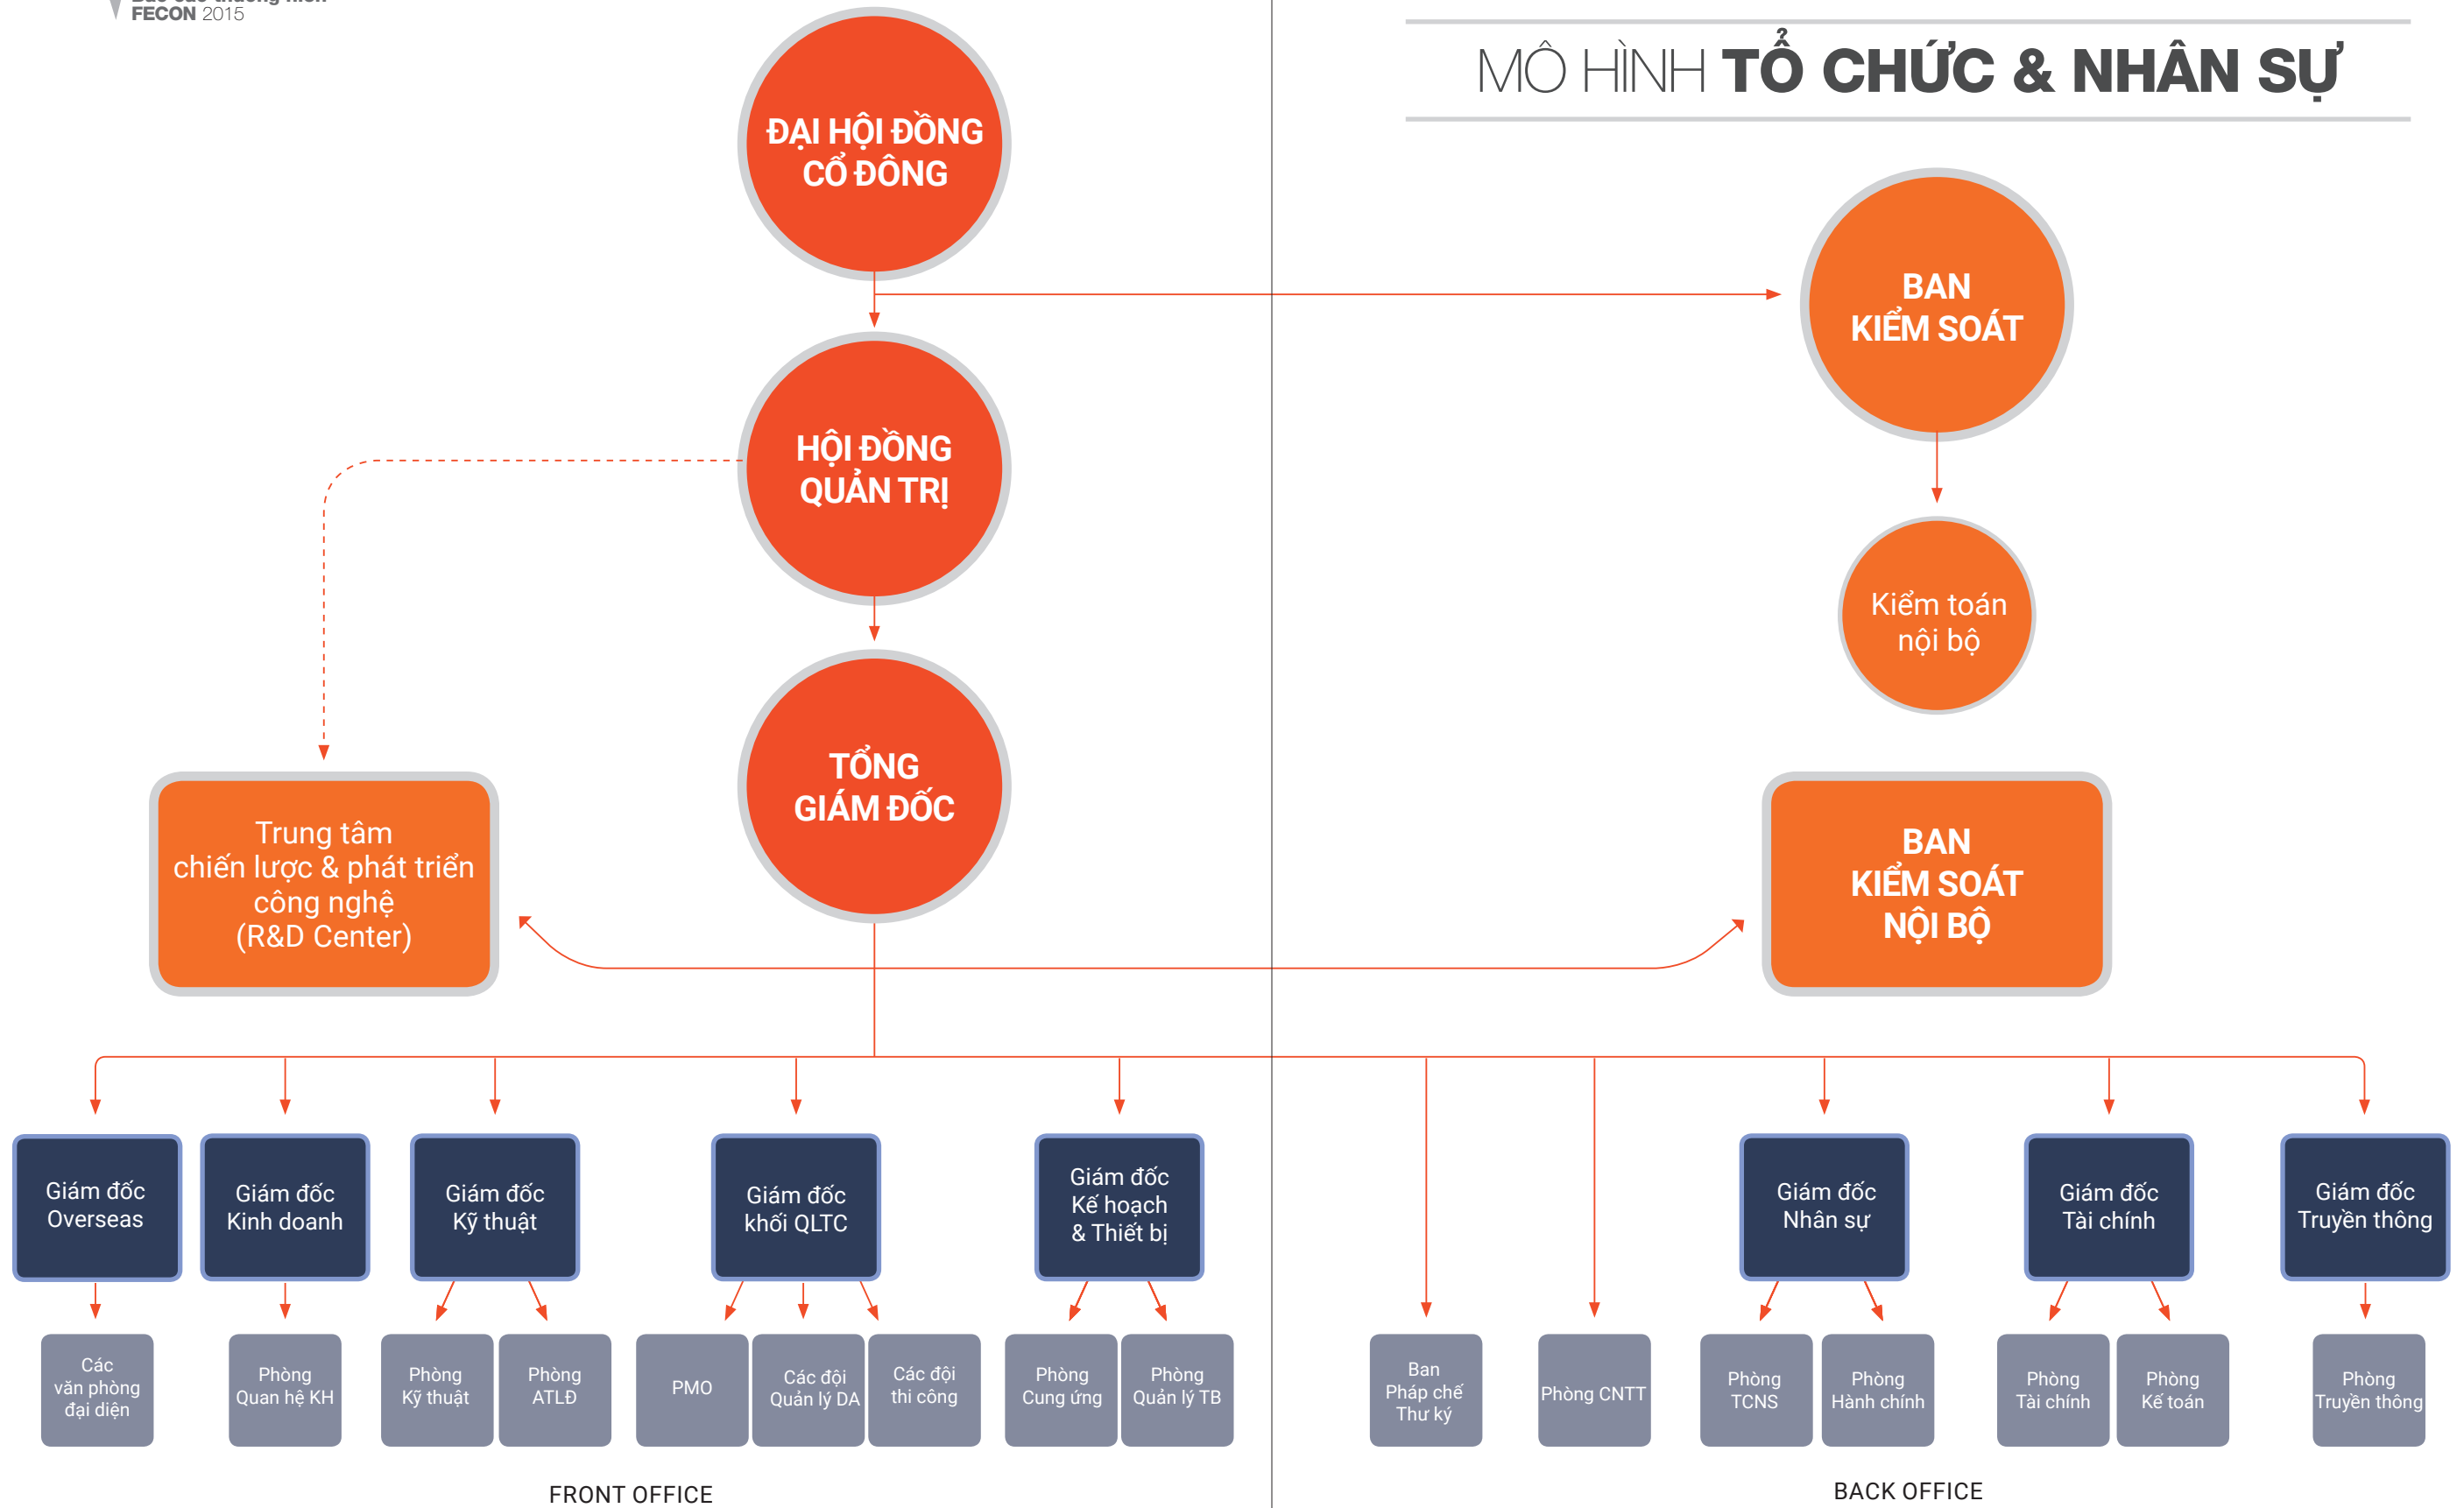 Báo cáo thường niên
FECON 2015
MÔ HÌNH TỔ CHỨC & NHÂN SỰ
ĐẠI HỘI ĐỒNG
CỔ ĐÔNG
BAN
KIỂM SOÁT
HỘI ĐỒNG
QUẢN TRỊ
Kiểm toán
nội bộ
TỔNG
GIÁM ĐỐC
Trung tâm
chiến lược & phát triển
công nghệ
(R&D Center)
BAN
KIỂM SOÁT
NỘI BỘ
Giám đốc
Overseas
Giám đốc
Kinh doanh
Giám đốc
Kỹ thuật
Giám đốc
khối QLTC
Giám đốc
Kế hoạch
& Thiết bị
Giám đốc
Nhân sự
Giám đốc
Tài chính
Giám đốc
Truyền thông
Các
văn phòng
đại diện
Phòng
Quan hệ KH
Phòng
Kỹ thuật
Phòng
ATLĐ
PMO
Các đội
Quản lý DA
Các đội
thi công
Phòng
Cung ứng
Phòng
Quản lý TB
Ban
Pháp chế
Thư ký
Phòng CNTT
Phòng
TCNS
Phòng
Hành chính
Phòng
Tài chính
Phòng
Kế toán
Phòng
Truyền thông
FRONT OFFICE
BACK OFFICE